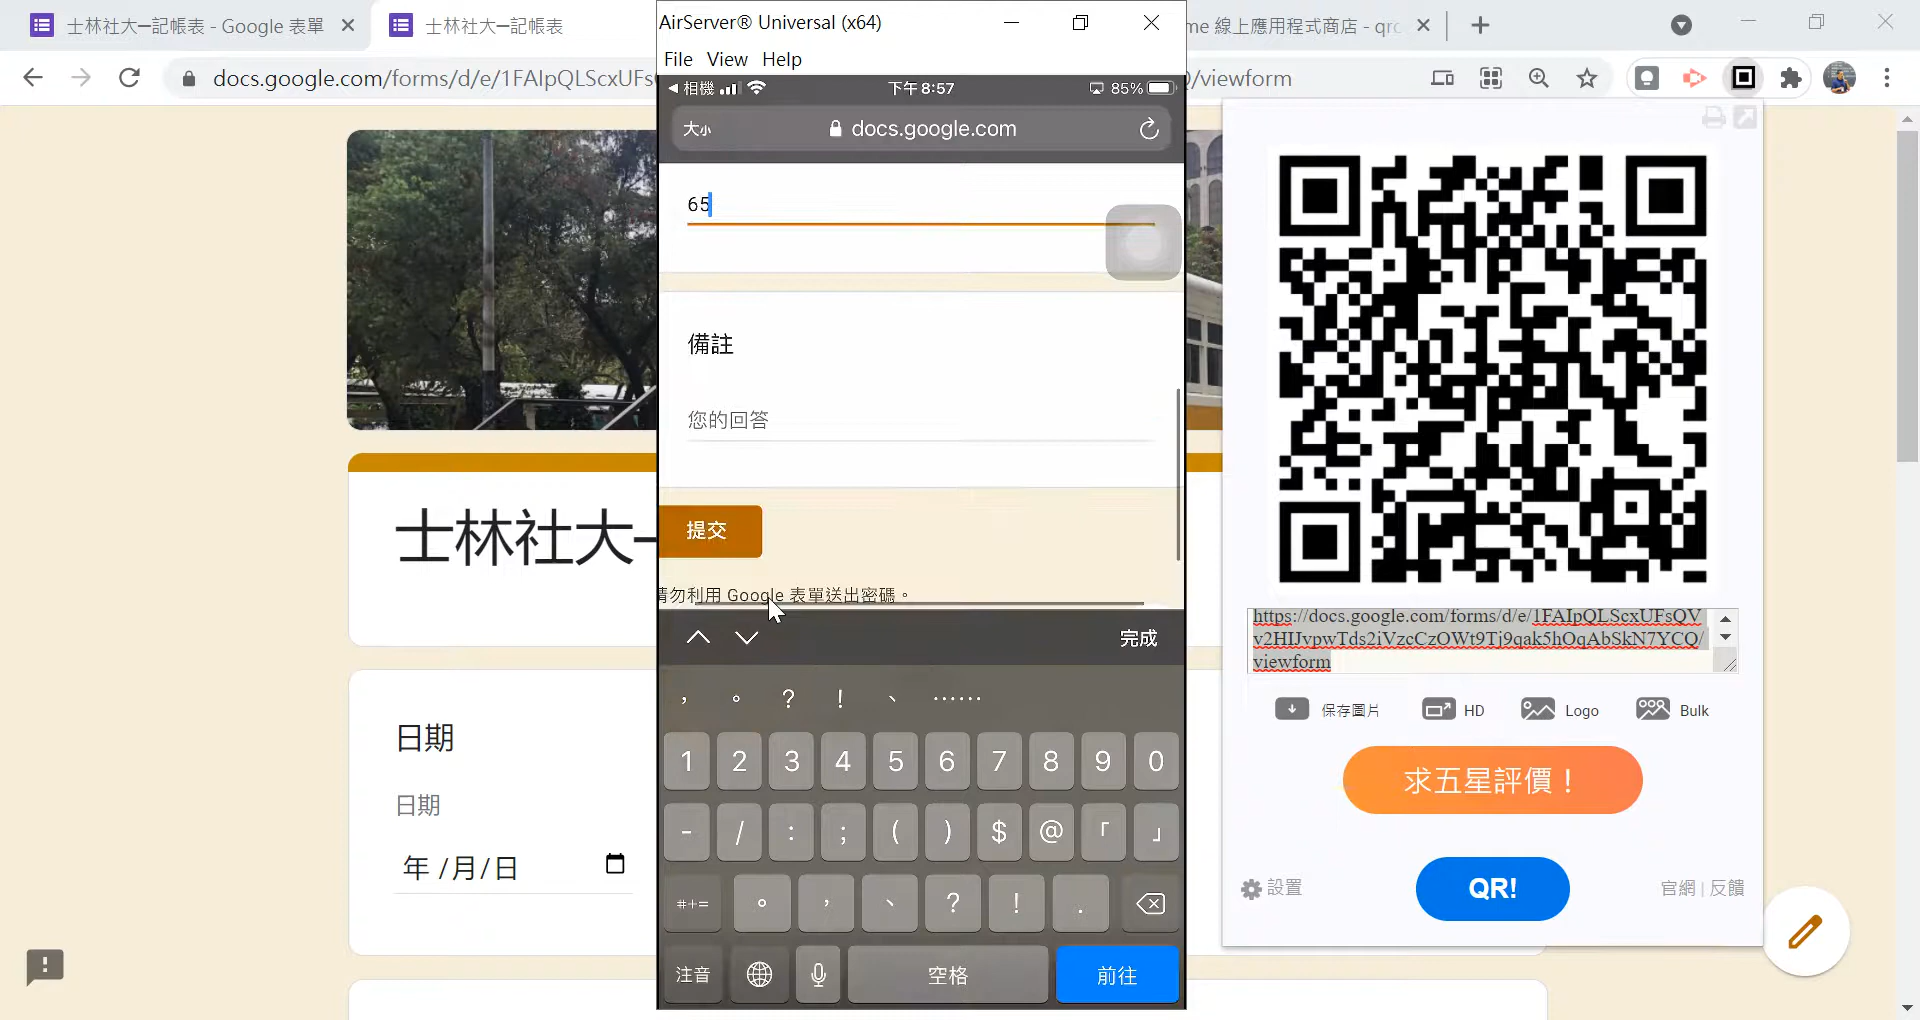 士林社大一記帳表 - Google 表單
士林社大一記帳表
me 線上應用程式商店 - qrc
docs.google.com/forms/d/e/1FAIpQLScxUFs
/viewform
AirServer® Universal (x64)
File View Help
相機
下午 8:57
85%
大小
docs.google.com
65
備註
您的回答
提交
請勿利用 Google 表單送出密碼。
完成
, 。 ? ! 、 ……
1 2 3 4 5 6 7 8 9 0
- / : ; ( ) $ @ 「 」
#+= 。 , 、 ? ! .
注音 空格 前往
士林社大一
日期
日期
年 /月/日
https://docs.google.com/forms/d/e/1FAIpQLScxUFsQV
v2HIJvpwTds2iVzcCzOWt9Tj9qak5hOqAbSkN7YCQ/
viewform
保存圖片 HD Logo Bulk
求五星評價！
設置
QR!
官網 | 反饋